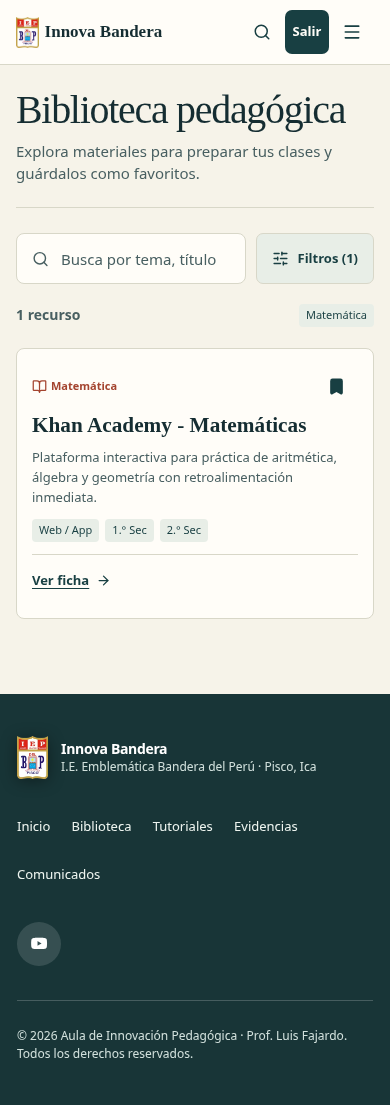 Innova Bandera
Salir
Biblioteca pedagógica
Explora materiales para preparar tus clases y
guárdalos como favoritos.
Busca por tema, título
Filtros (1)
1 recurso
Matemática
Matemática
Khan Academy - Matemáticas
Plataforma interactiva para práctica de aritmética,
álgebra y geometría con retroalimentación
inmediata.
Web / App
1.° Sec
2.° Sec
Ver ficha
I E P
B P
PISCO
Innova Bandera
I.E. Emblemática Bandera del Perú · Pisco, Ica
Inicio
Biblioteca
Tutoriales
Evidencias
Comunicados
© 2026 Aula de Innovación Pedagógica · Prof. Luis Fajardo.
Todos los derechos reservados.